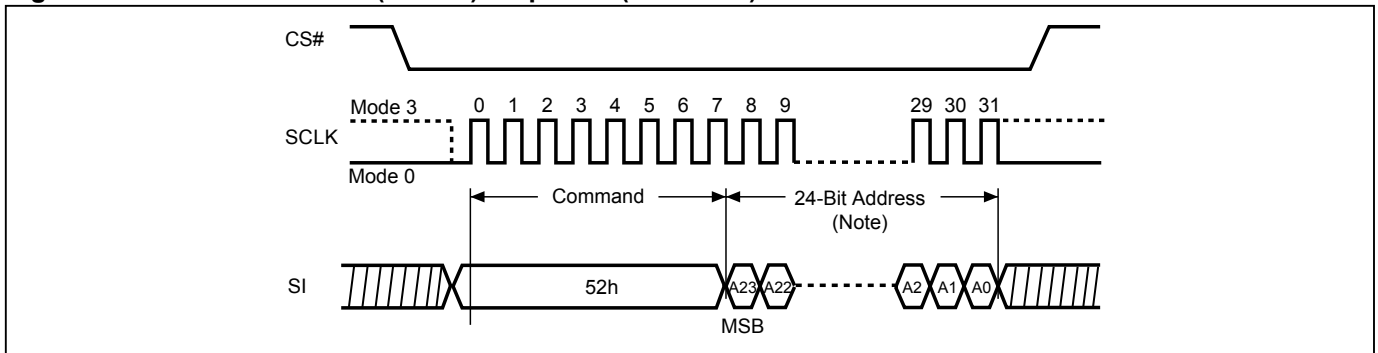 CS#
Mode 3
0 1 2 3 4 5 6 7 8 9 29 30 31
SCLK
Mode 0
Command
24-Bit Address
(Note)
SI
52h
A23 A22 A2 A1 A0
MSB